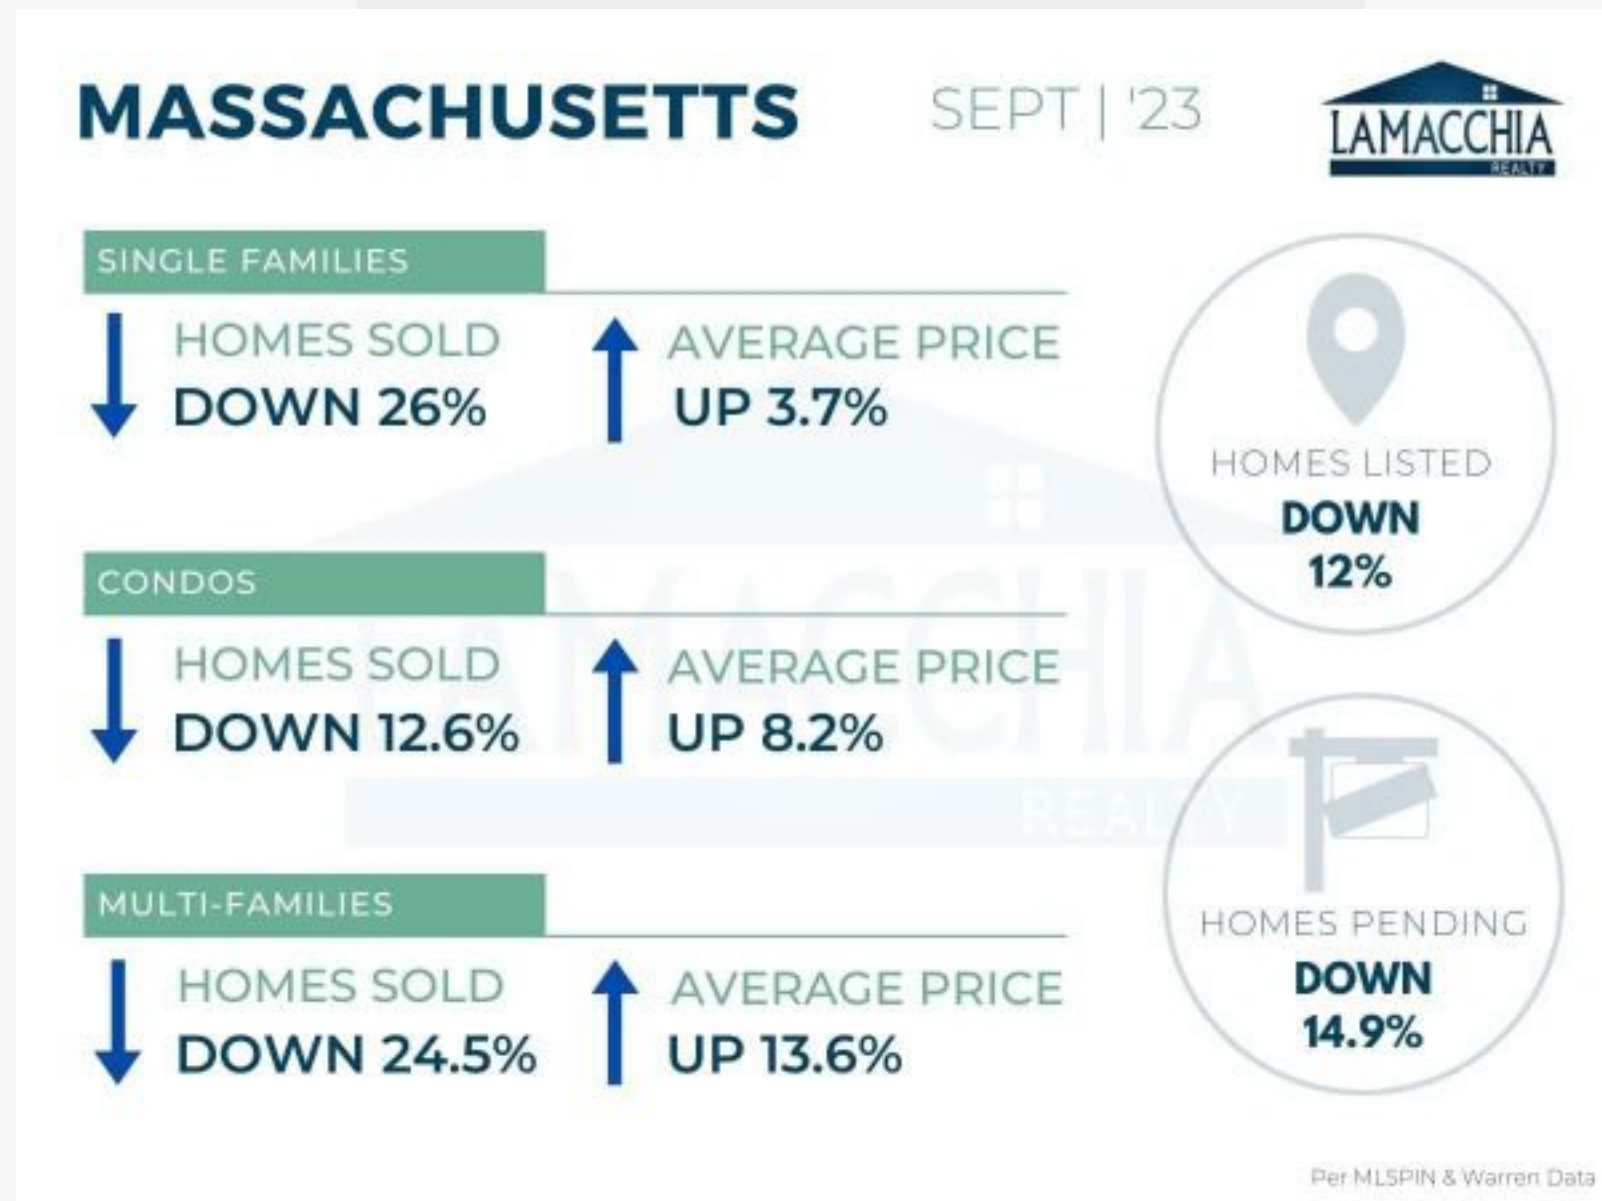 MASSACHUSETTS
SEPT | '23
LAMACCHIA
REALTY
SINGLE FAMILIES
HOMES SOLD
DOWN 26%
AVERAGE PRICE
UP 3.7%
CONDOS
HOMES SOLD
DOWN 12.6%
AVERAGE PRICE
UP 8.2%
MULTI-FAMILIES
HOMES SOLD
DOWN 24.5%
AVERAGE PRICE
UP 13.6%
HOMES LISTED
DOWN
12%
HOMES PENDING
DOWN
14.9%
LAMACCHIA
REALTY
Per MLSPIN & Warren Data